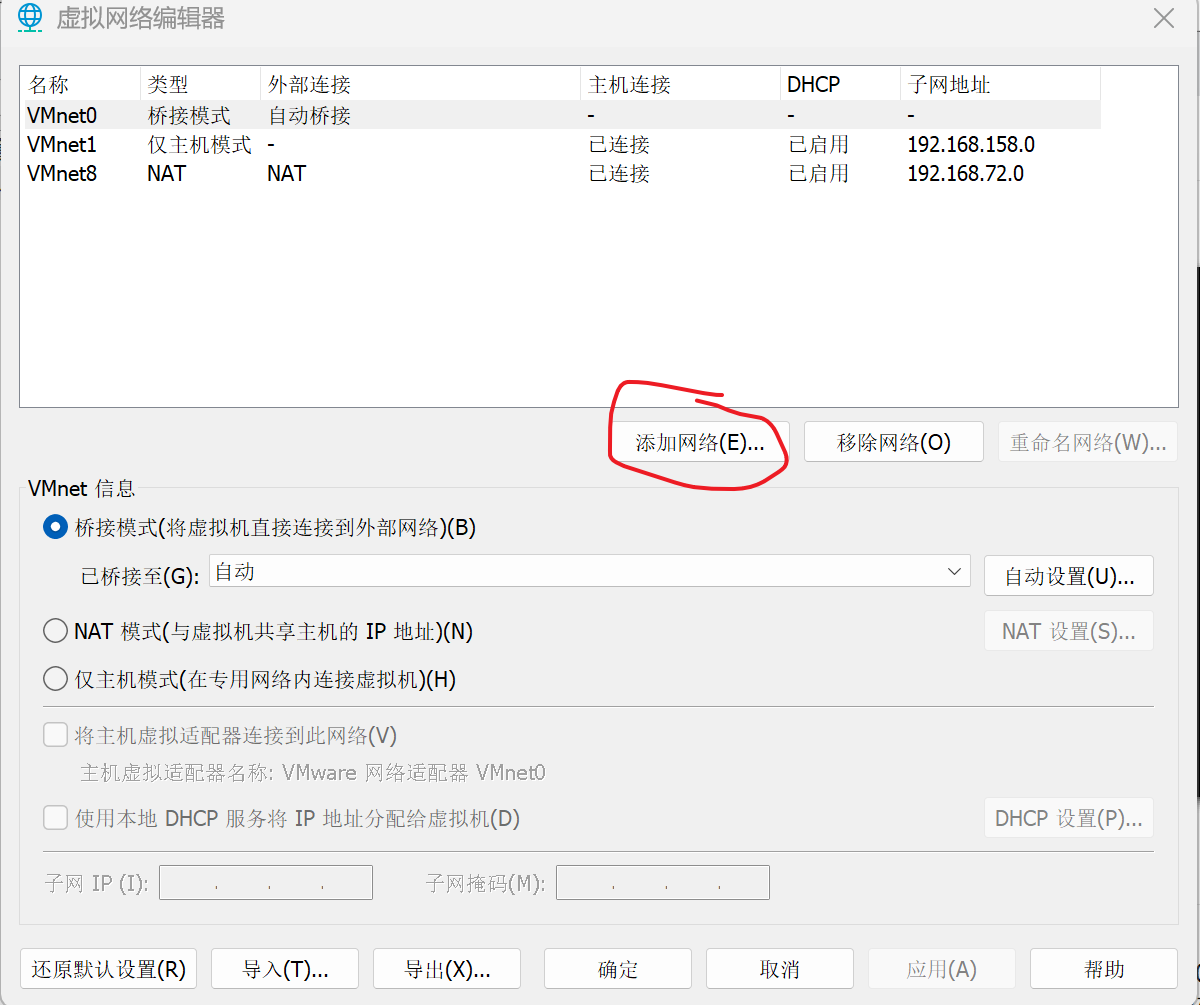 虚拟网络编辑器
名称 类型 外部连接 主机连接 DHCP 子网地址
VMnet0 桥接模式 自动桥接 - - -
VMnet1 仅主机模式 - 已连接 已启用 192.168.158.0
VMnet8 NAT NAT 已连接 已启用 192.168.72.0
添加网络(E)... 移除网络(O) 重命名网络(W)...
VMnet 信息
桥接模式(将虚拟机直接连接到外部网络)(B)
已桥接至(G): 自动 自动设置(U)...
NAT 模式(与虚拟机共享主机的 IP 地址)(N) NAT 设置(S)...
仅主机模式(在专用网络内连接虚拟机)(H)
将主机虚拟适配器连接到此网络(V)
主机虚拟适配器名称: VMware 网络适配器 VMnet0
使用本地 DHCP 服务将 IP 地址分配给虚拟机(D) DHCP 设置(P)...
子网 IP (I): . . . 子网掩码(M): . . .
还原默认设置(R) 导入(T)... 导出(X)... 确定 取消 应用(A) 帮助